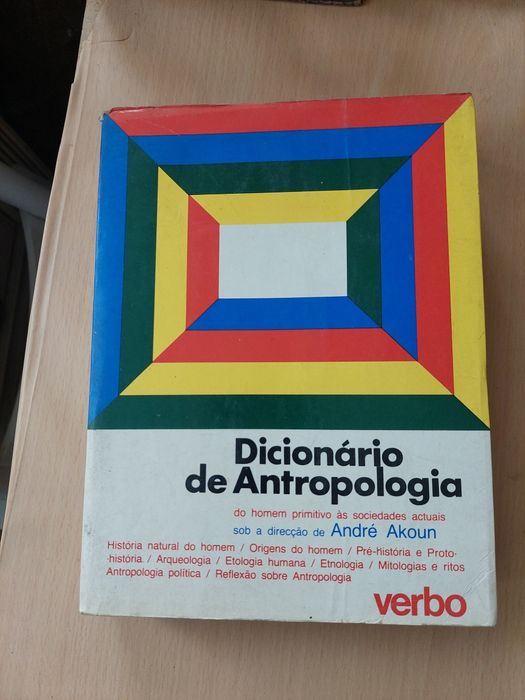 Dicionário
de Antropologia
do homem primitivo às sociedades actuais
sob a direcção de André Akoun
História natural do homem / Origens do homem / Pré-história e Proto-
-história / Arqueologia / Etologia humana / Etnologia / Mitologias e ritos
Antropologia política / Reflexão sobre Antropologia
verbo